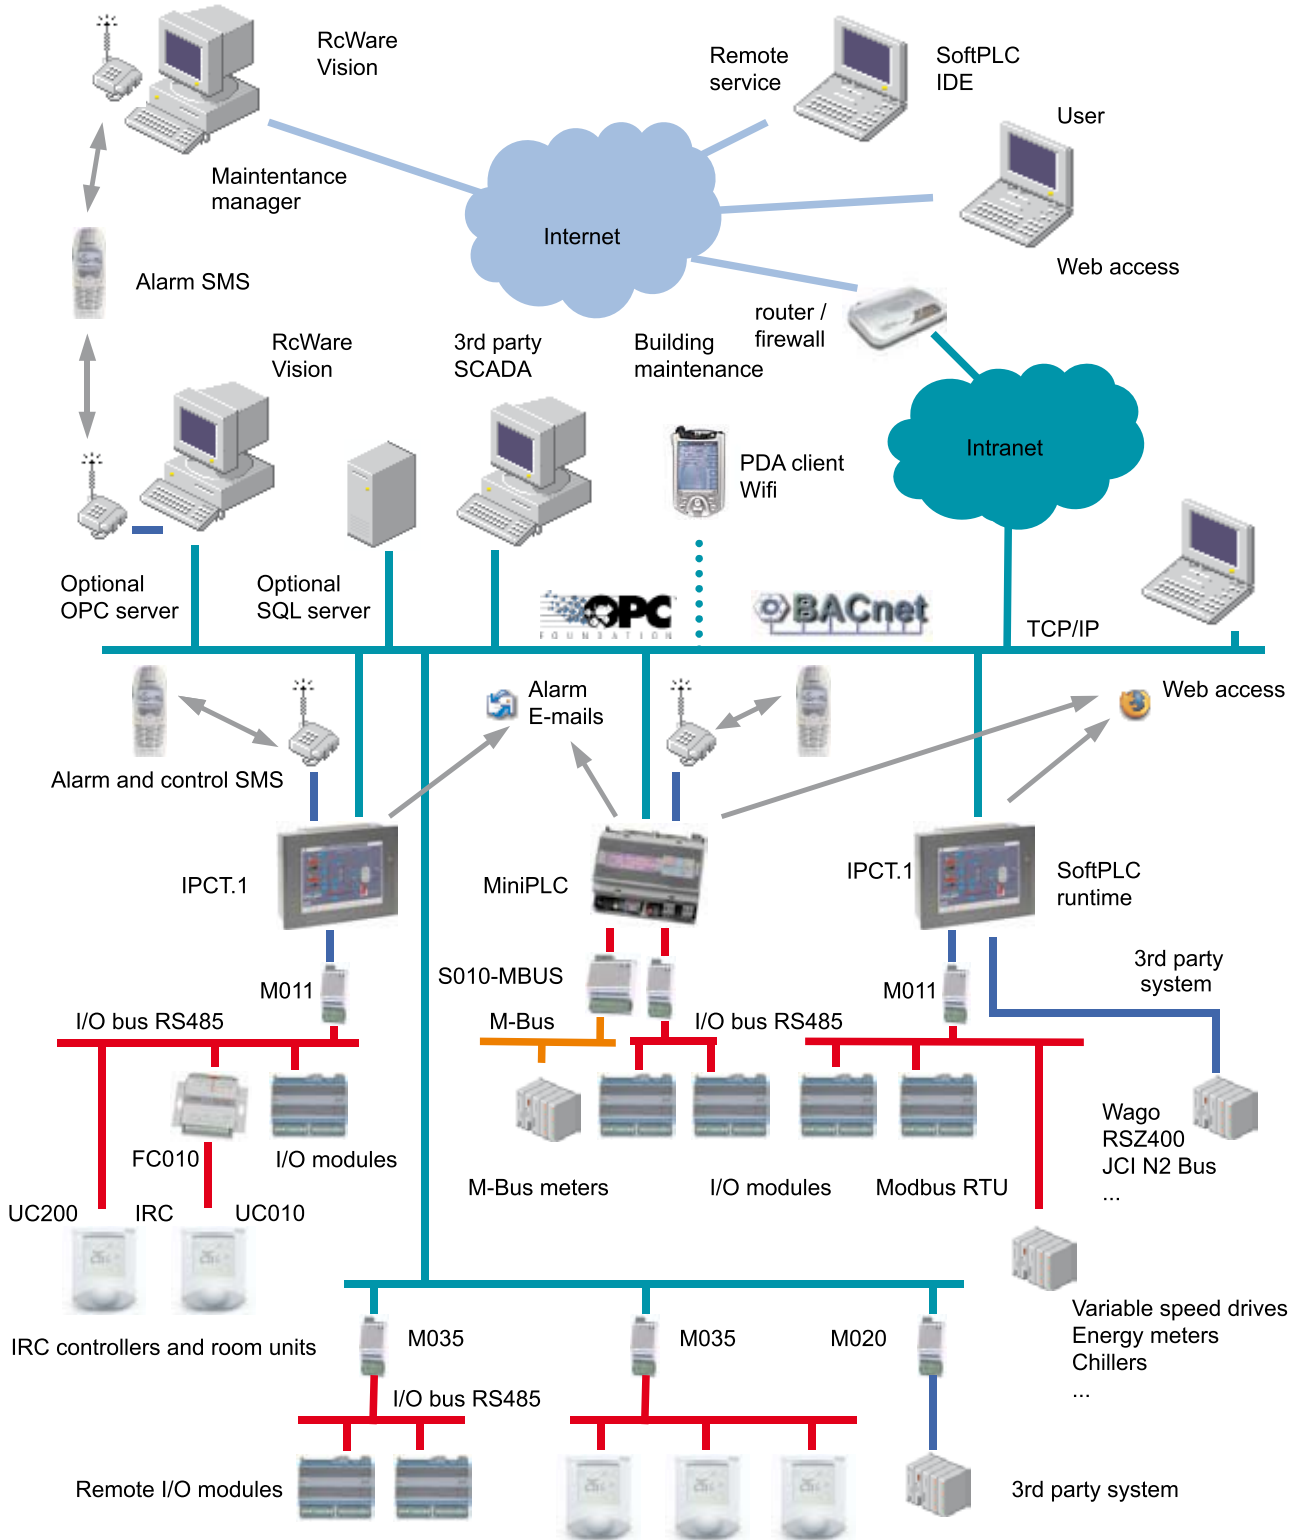 RcWare
Vision
Remote
service
SoftPLC
IDE
User
Maintentance
manager
Internet
Web access
Alarm SMS
router /
firewall
RcWare
Vision
3rd party
SCADA
Building
maintenance
Intranet
PDA client
Wifi
Optional
OPC server
Optional
SQL server
OPC
FOUNDATION
BACnet
TCP/IP
Alarm
E-mails
Web access
Alarm and control SMS
IPCT.1
MiniPLC
IPCT.1
SoftPLC
runtime
M011
S010-MBUS
M011
3rd party
system
I/O bus RS485
M-Bus
I/O bus RS485
FC010
I/O modules
Wago
RSZ400
JCI N2 Bus
...
M-Bus meters
I/O modules
Modbus RTU
UC200
IRC
UC010
IRC controllers and room units
M035
M035
M020
Variable speed drives
Energy meters
Chillers
...
I/O bus RS485
Remote I/O modules
3rd party system